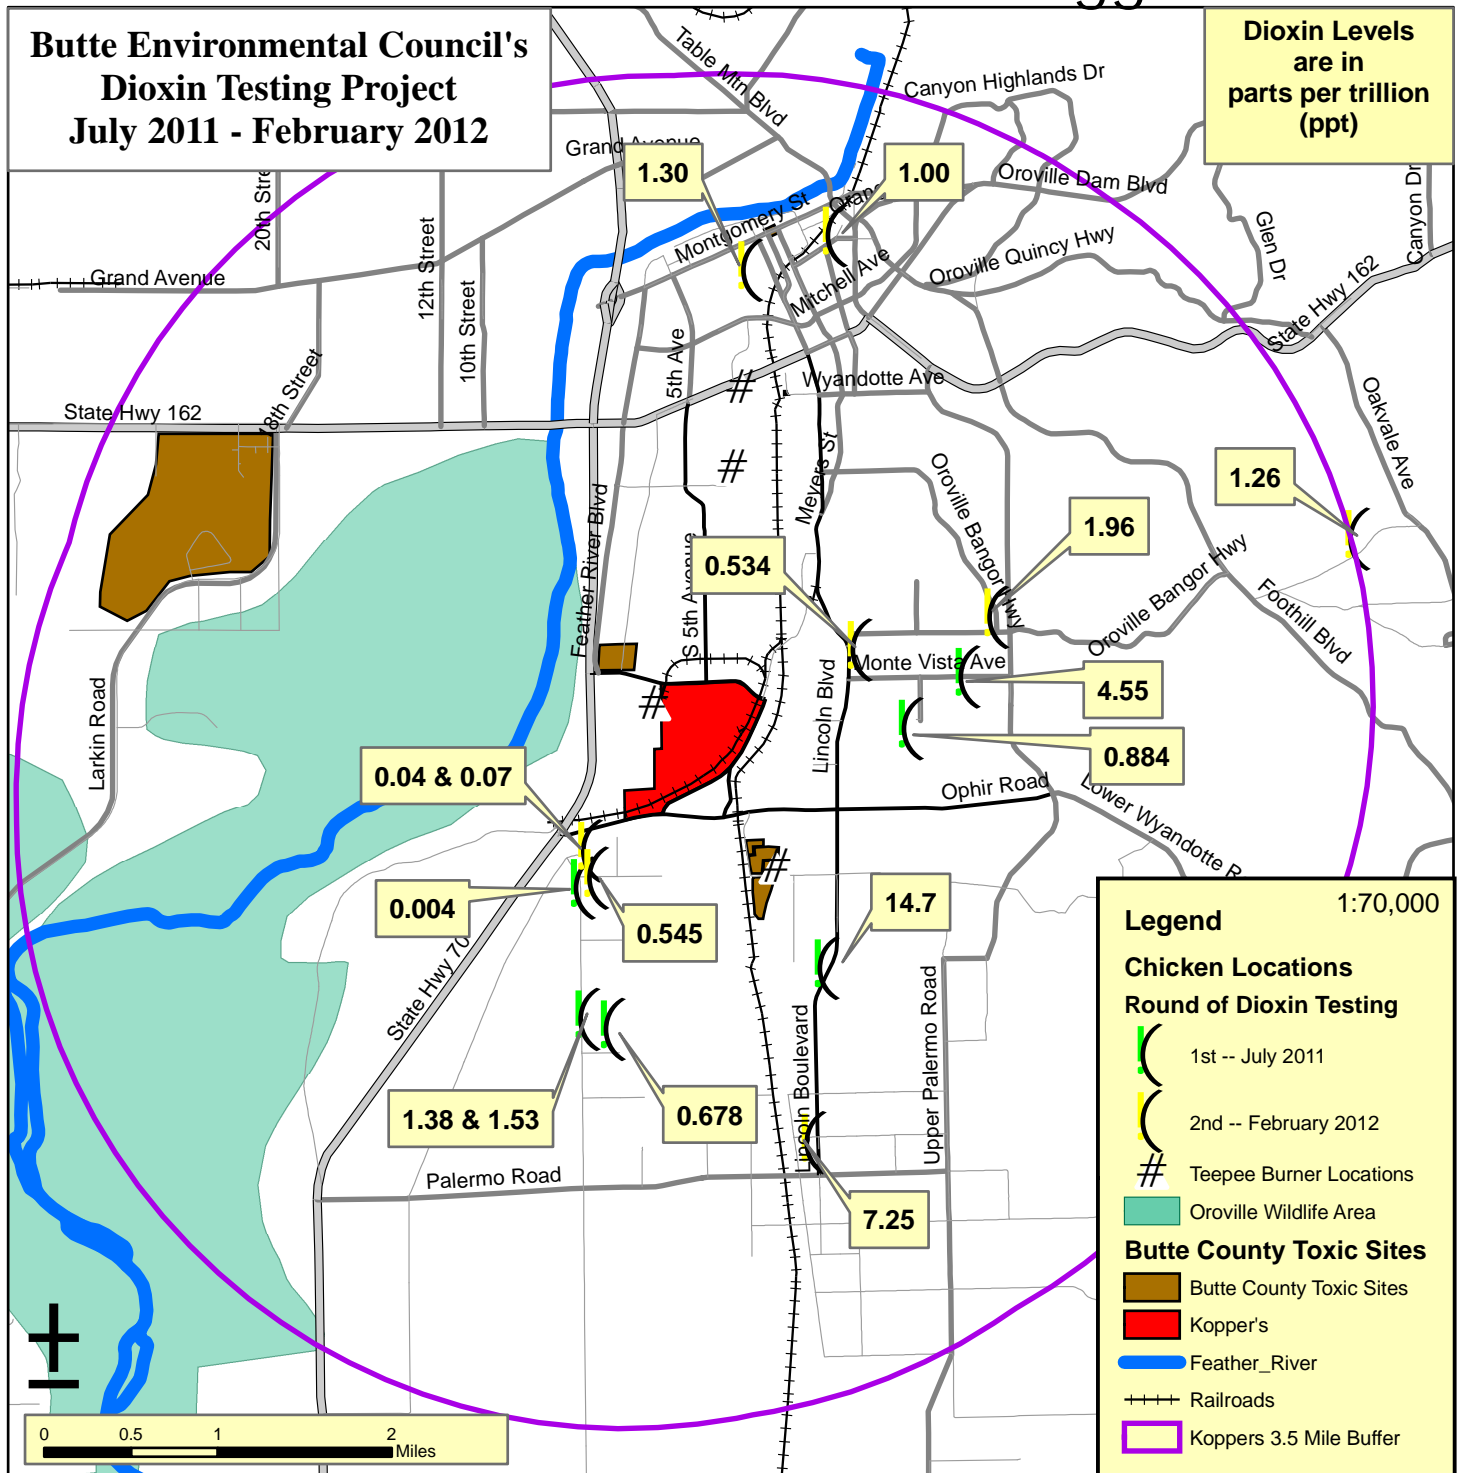 Butte Environmental Council's
Dioxin Testing Project
July 2011 - February 2012
Dioxin Levels
are in
parts per trillion
(ppt)
Table Mtn Blvd
Canyon Highlands Dr
Grand Avenue
1.30
1.00
Oroville Dam Blvd
Montgomery St
20th Stre
12th Street
10th Street
Grand Avenue
Mitchell Ave
Oroville Quincy Hwy
Glen Dr
Canyon Dr
State Hwy 162
18th Street
5th Ave
Wyandotte Ave
State Hwy 162
Oakvale Ave
Meyers St
Oroville Bangor Hwy
1.26
1.96
0.534
Feather River Blvd
S 5th Avenue
Oroville Bangor Hwy
Foothill Blvd
Monte Vista Ave
4.55
Larkin Road
Lincoln Blvd
0.884
0.04 & 0.07
Ophir Road
Lower Wyandotte R
0.004
0.545
14.7
State Hwy 70
Lincoln Boulevard
Upper Palermo Road
1.38 & 1.53
0.678
Palermo Road
7.25
1:70,000
Legend
Chicken Locations
Round of Dioxin Testing
1st -- July 2011
2nd -- February 2012
# Teepee Burner Locations
Oroville Wildlife Area
Butte County Toxic Sites
Butte County Toxic Sites
Kopper's
Feather_River
Railroads
Koppers 3.5 Mile Buffer
0 0.5 1 2
Miles